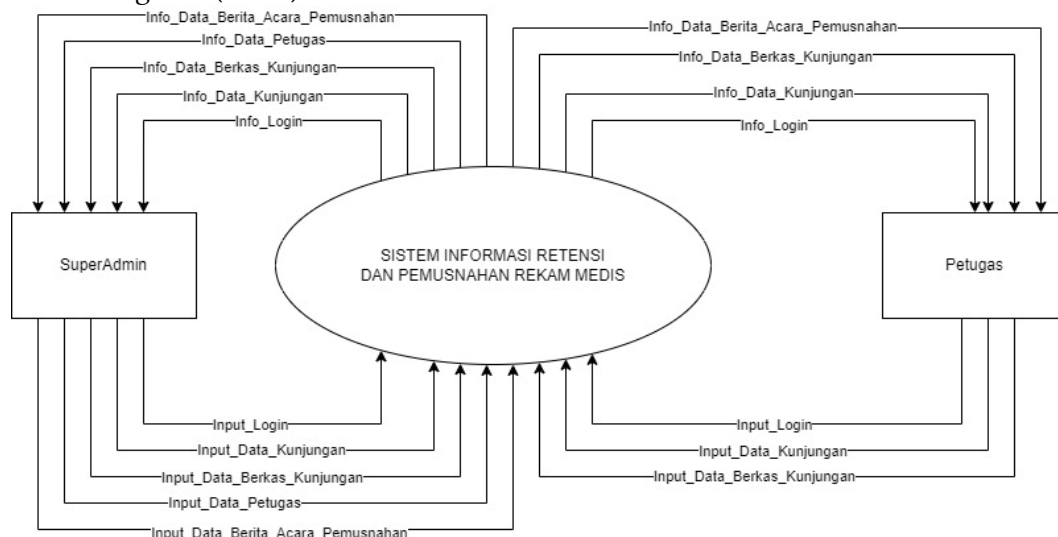 Info_Data_Berita_Acara_Pemusnahan
Info_Data_Petugas
Info_Data_Berkas_Kunjungan
Info_Data_Kunjungan
Info_Login
Info_Data_Berita_Acara_Pemusnahan
Info_Data_Berkas_Kunjungan
Info_Data_Kunjungan
Info_Login
SuperAdmin
SISTEM INFORMASI RETENSI
DAN PEMUSNAHAN REKAM MEDIS
Petugas
Input_Login
Input_Data_Kunjungan
Input_Data_Berkas_Kunjungan
Input_Data_Petugas
Input_Data_Berita_Acara_Pemusnahan
Input_Login
Input_Data_Kunjungan
Input_Data_Berkas_Kunjungan